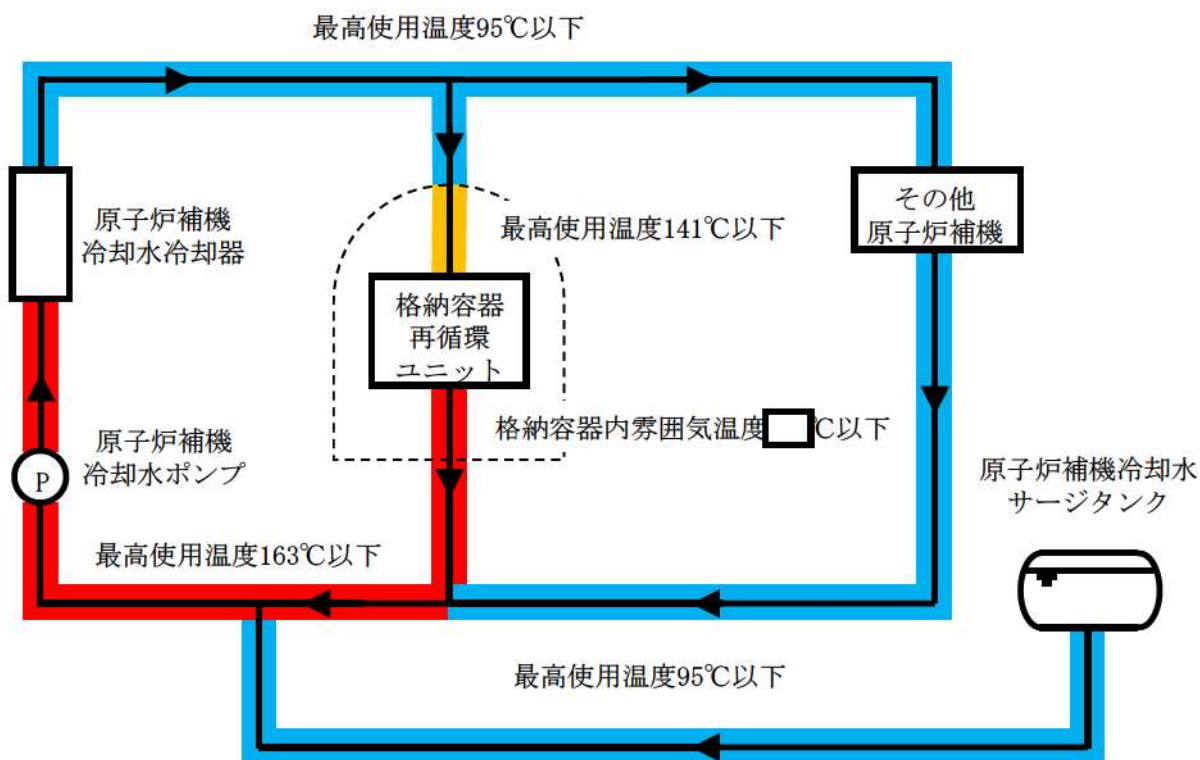 最高使用温度95℃以下
原子炉補機
冷却水冷却器
最高使用温度141℃以下
その他
原子炉補機
格納容器
再循環
ユニット
格納容器内雰囲気温度 ℃以下
原子炉補機
冷却水ポンプ
P
原子炉補機冷却水
サージタンク
最高使用温度163℃以下
最高使用温度95℃以下